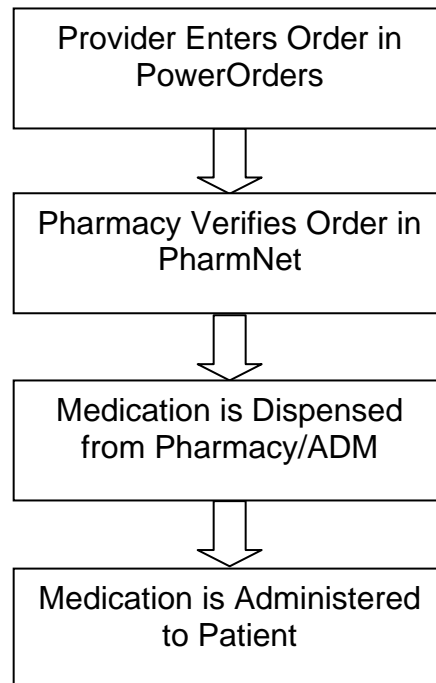 Provider Enters Order in
PowerOrders
Pharmacy Verifies Order in
PharmNet
Medication is Dispensed
from Pharmacy/ADM
Medication is Administered
to Patient